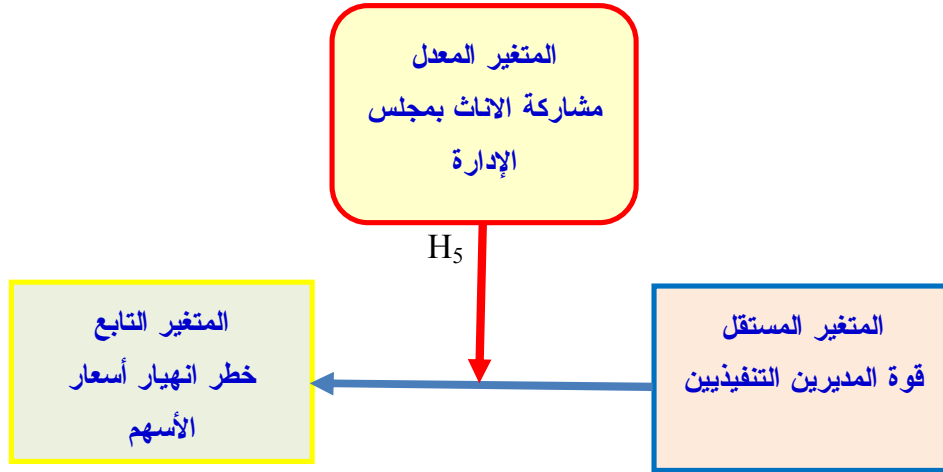 المتغير المعدل
مشاركة الاناث بمجلس
الإدارة
H5
المتغير المستقل
قوة المديرين التنفيذيين
المتغير التابع
خطر انهيار أسعار
الأسهم